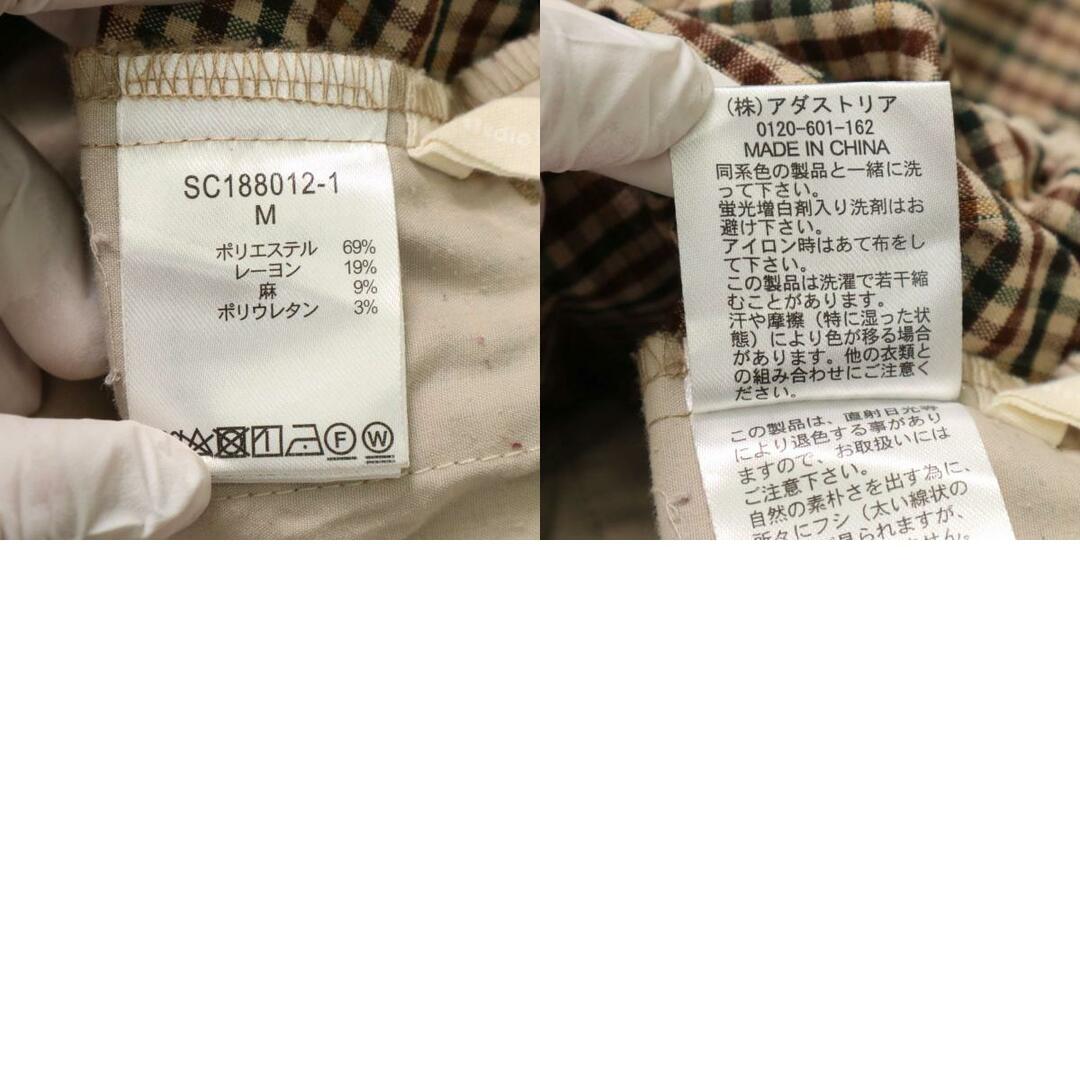 SC188012-1
M
ポリエステル 69%
レーヨン 19%
麻 9%
ポリウレタン 3%
F W
(株)アダストリア
0120-601-162
MADE IN CHINA
同系色の製品と一緒に洗
って下さい。
蛍光増白剤入り洗剤はお
避け下さい。
アイロン時はあて布をし
て下さい。
この製品は洗濯で若干縮
むことがあります。
汗や摩擦(特に湿った状
態)により色が移る場合
があります。他の衣類と
の組み合わせにご注意く
ださい。
この製品は、直射日光等
により退色する事があり
ますので、お取扱いには
ご注意下さい。
自然の素朴さを出す為に、
所々にフシ(太い線状の
見られますが、